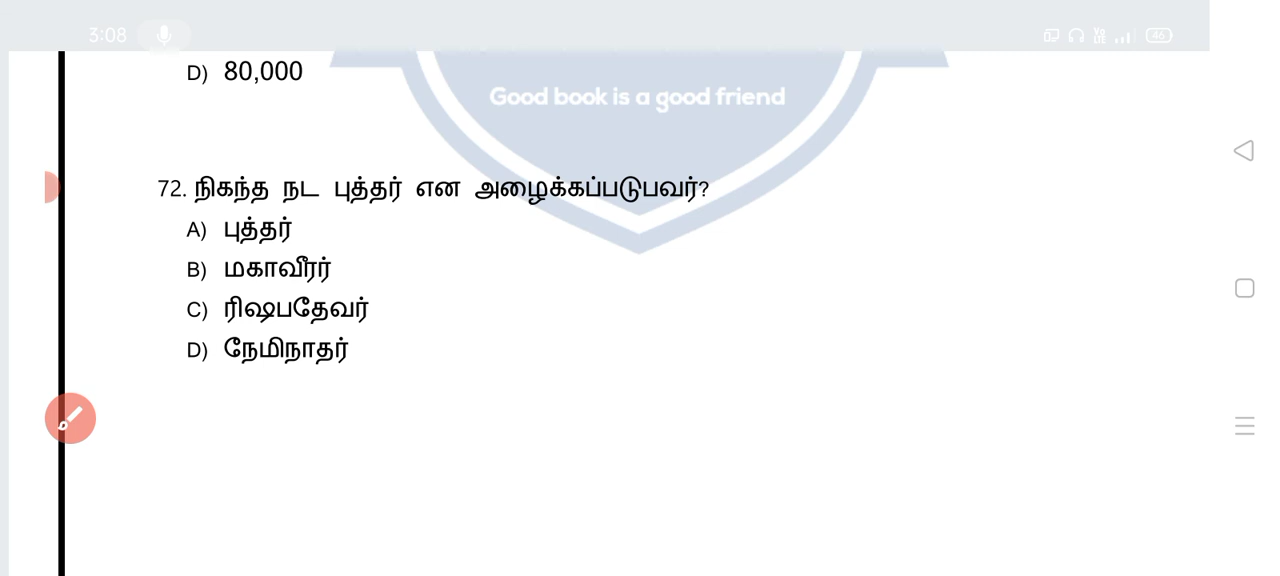 3:08
46
D) 80,000
Good book is a good friend
72. நிகந்த நட புத்தர் என அழைக்கப்படுபவர்?
A) புத்தர்
B) மகாவீரர்
C) ரிஷபதேவர்
D) நேமிநாதர்